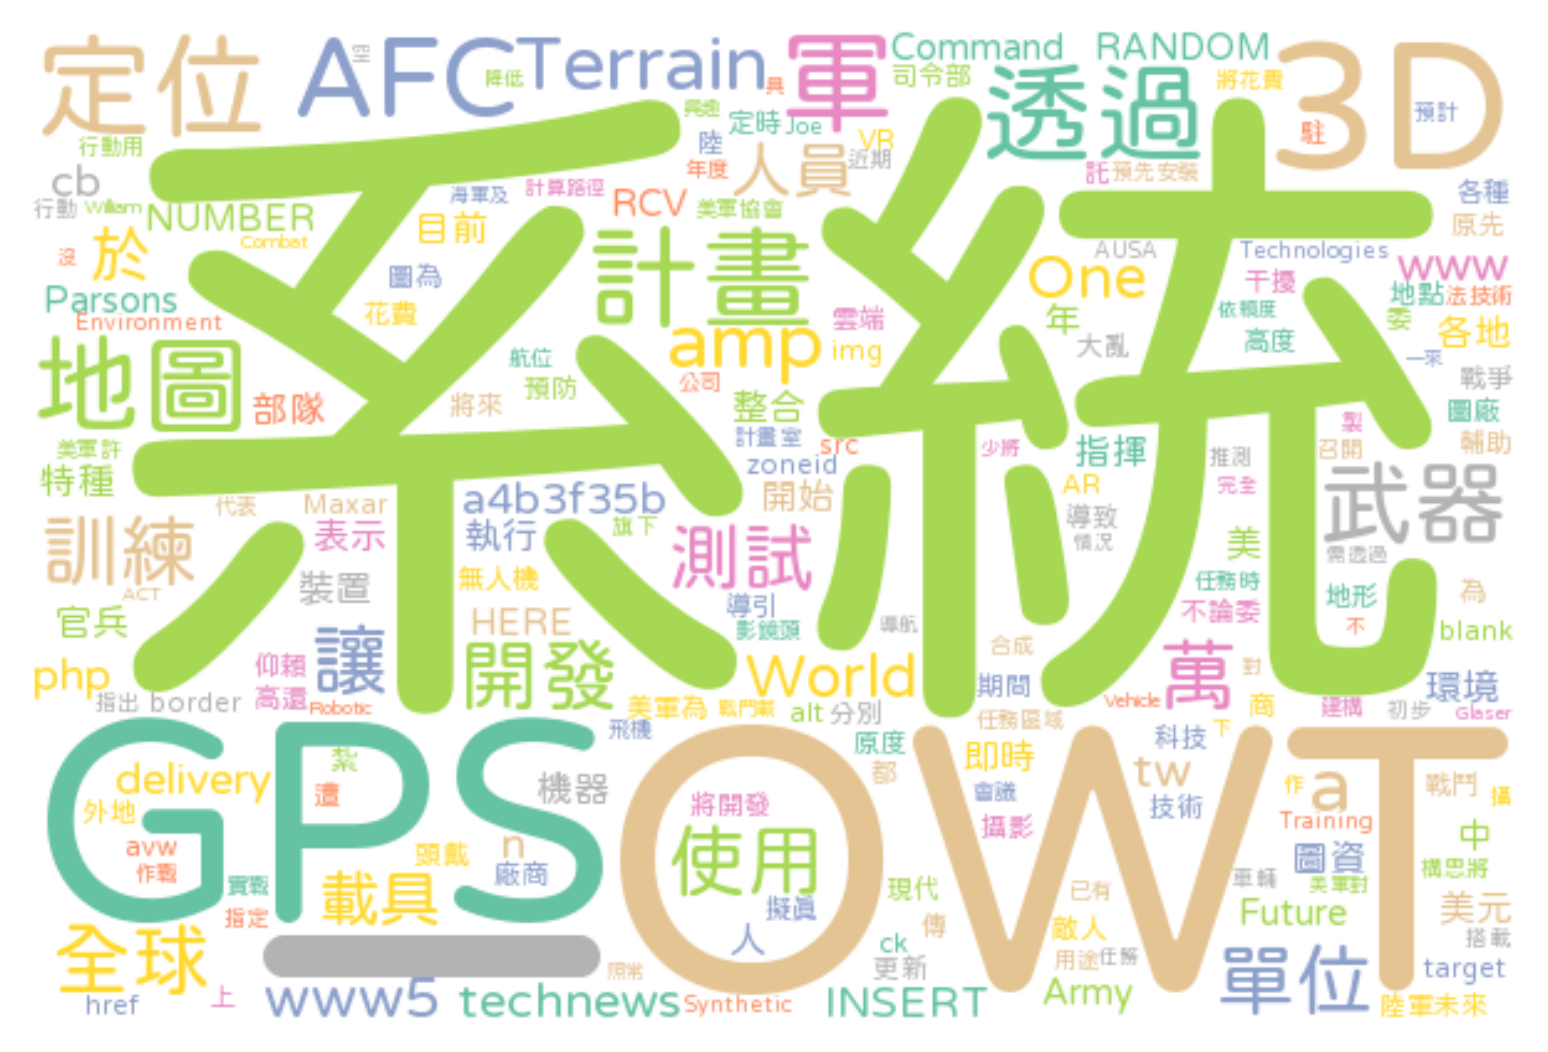 定位
AFC
空
降低
Terrain
具
軍
Command
RANDOM
司令部
透過
將花費
3D
預計
駐
行動用
興趣
定時
Joe
陸
VR
近期
年度
人員
託
預先安裝
cb
行動
William
NUMBER
Combat
海軍及
計算路徑
RCV
美軍協會
各種
原先
沒
於
目前
圖為
花費
計畫
系統
AUSA
Technologies
www
One
干擾
地點
法技術
Parsons
Environment
雲端
年
依賴度
委
各地
amp
img
大亂
高度
一來
地圖
航位
預防
公司
部隊
將來
整合
戰爭
圖廠
製
美軍許
計畫室
src
少將
指揮
推測
召開
輔助
特種
zoneid
AR
完全
代表
Maxar
a4b3f35b
開始
導致
武器
訓練
表示
執行
旗下
測試
情況
美
需透過
ACT
裝置
無人機
導引
任務時
地形
為
官兵
HERE
影鏡頭
導航
不論委
不
blank
讓
開發
合成
php
仰賴
World
萬
對
指出
border
高還
Robotic
美軍為
戰鬥載
alt
分別
期間
Vehicle
商
建構
環境
初步
Glaser
飛機
任務區域
下
GPS
OWT
原度
科技
紮
即時
delivery
遭
機器
都
tw
作
a
戰鬥
外地
將開發
會議
技術
攝
avw
頭戴
n
攝影
Training
中
作戰
使用
圖資
實戰
載具
廠商
現代
已有
車輛
美軍對
構思將
指定
擬真
傳
敵人
Future
美元
全球
_
人
ck
搭載
限常
更新
用途
任務
單位
target
href
上
www5
technews
Synthetic
INSERT
Army
陸軍未來